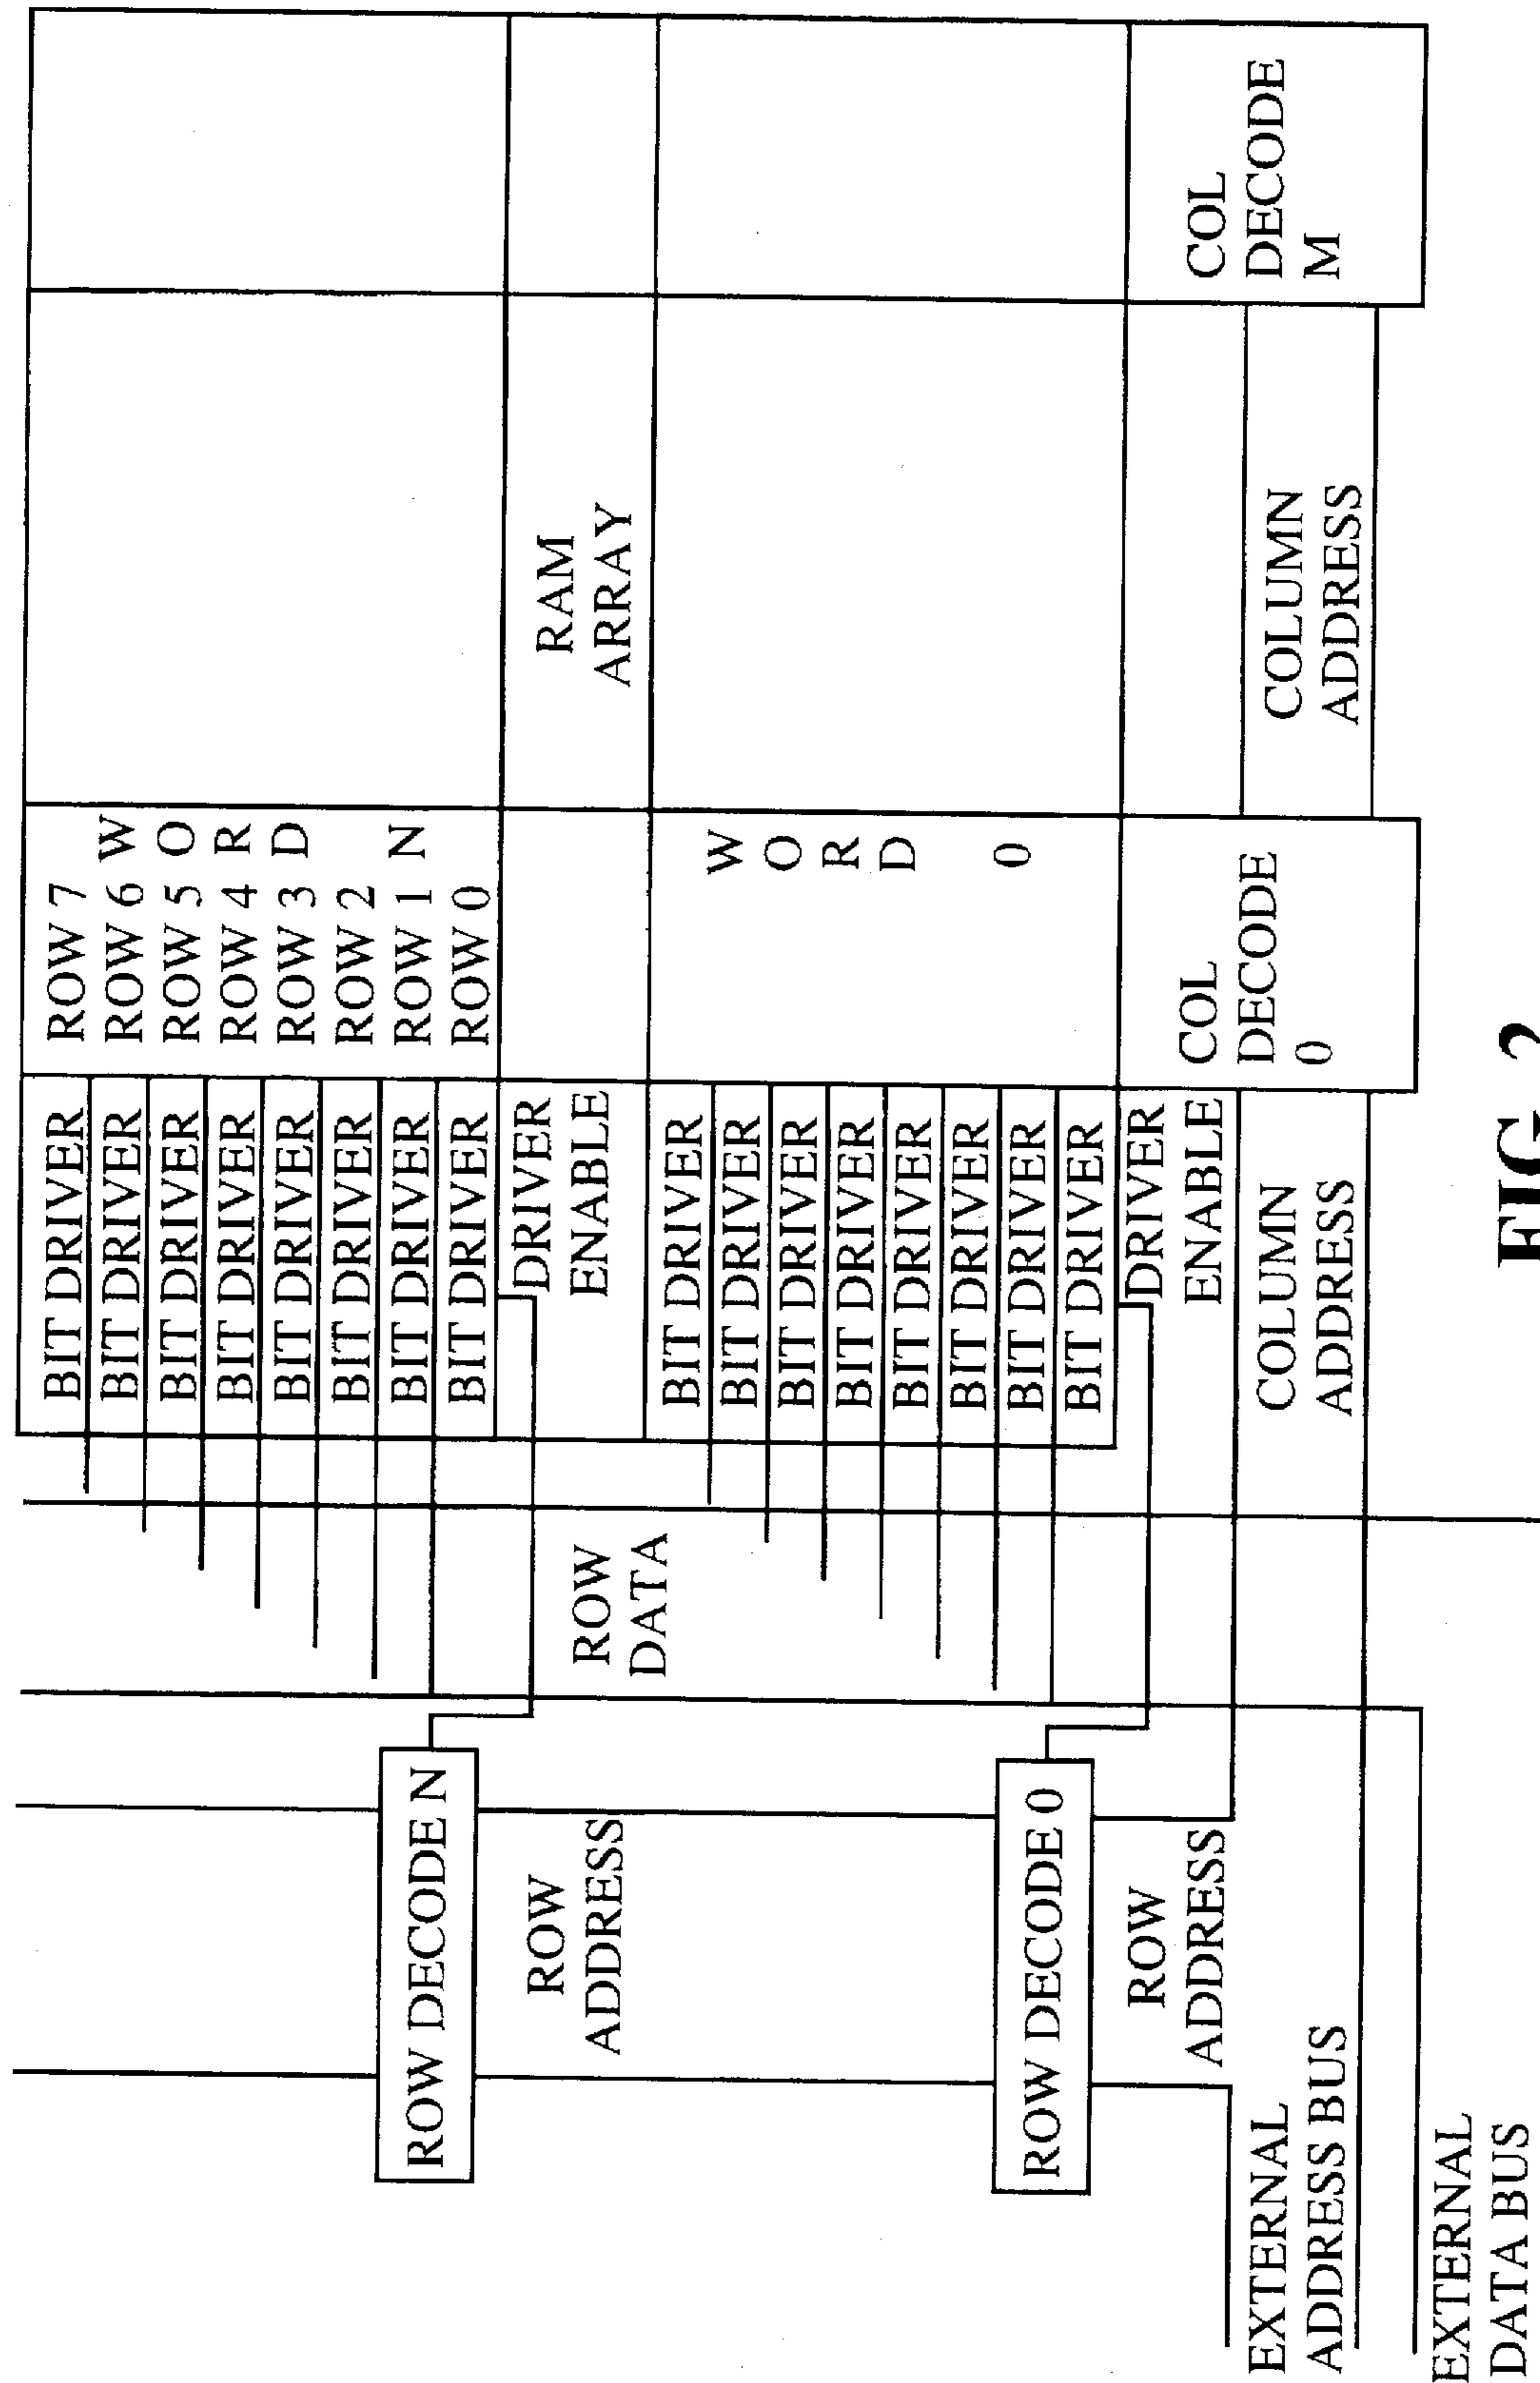 BIT DRIVER
ROW 7
BIT DRIVER
ROW 6
W
BIT DRIVER
ROW 5
O
BIT DRIVER
ROW 4
R
BIT DRIVER
ROW 3
D
BIT DRIVER
ROW 2
BIT DRIVER
ROW 1
N
BIT DRIVER
ROW 0
ROW DECODE N
DRIVER
ENABLE
RAM
ARRAY
ROW
ADDRESS
ROW
DATA
BIT DRIVER
BIT DRIVER
BIT DRIVER
BIT DRIVER
BIT DRIVER
BIT DRIVER
BIT DRIVER
BIT DRIVER
W
O
R
D
0
ROW DECODE 0
DRIVER
ENABLE
ROW
ADDRESS
COL
DECODE
0
COL
DECODE
M
COLUMN
ADDRESS
COLUMN
ADDRESS
EXTERNAL
ADDRESS BUS
EXTERNAL
DATA BUS
FIG. 2